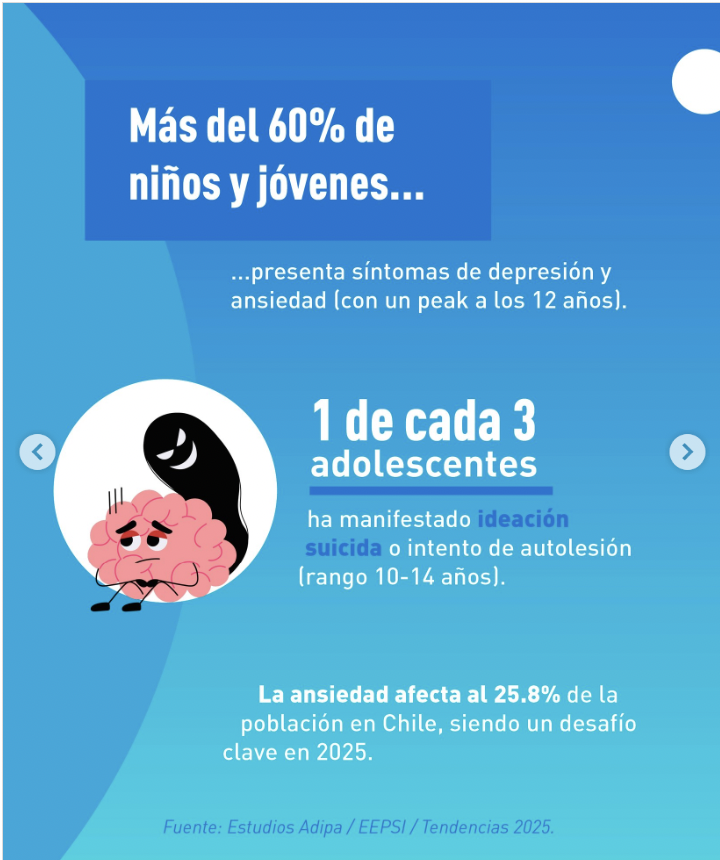 Más del 60% de
niños y jóvenes...
...presenta síntomas de depresión y
ansiedad (con un peak a los 12 años).
1 de cada 3
adolescentes
ha manifestado ideación
suicida o intento de autolesión
(rango 10-14 años).
La ansiedad afecta al 25.8% de la
población en Chile, siendo un desafío
clave en 2025.
Fuente: Estudios Adipa / EEPSI / Tendencias 2025.